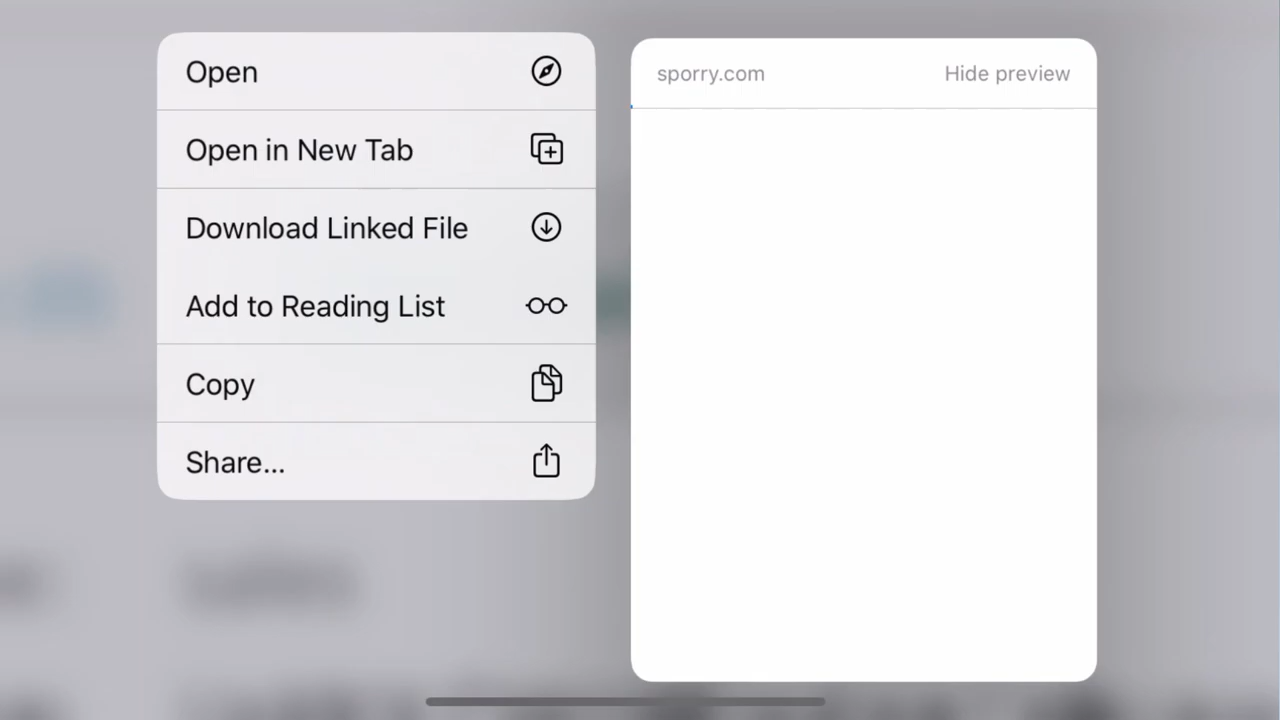 Open
Open in New Tab
Download Linked File
Add to Reading List
Copy
Share...
sporry.com
Hide preview